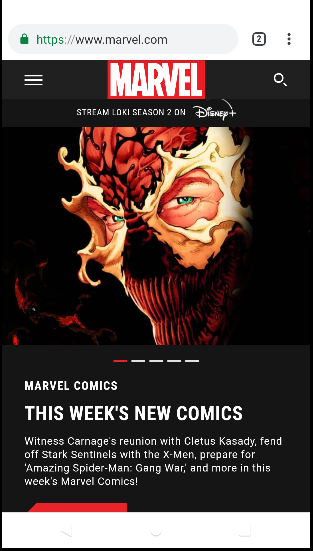 https://www.marvel.com
2
MARVEL
STREAM LOKI SEASON 2 ON Disney+
MARVEL COMICS
THIS WEEK'S NEW COMICS
Witness Carnage's reunion with Cletus Kasady, fend
off Stark Sentinels with the X-Men, prepare for
'Amazing Spider-Man: Gang War,' and more in this
week's Marvel Comics!